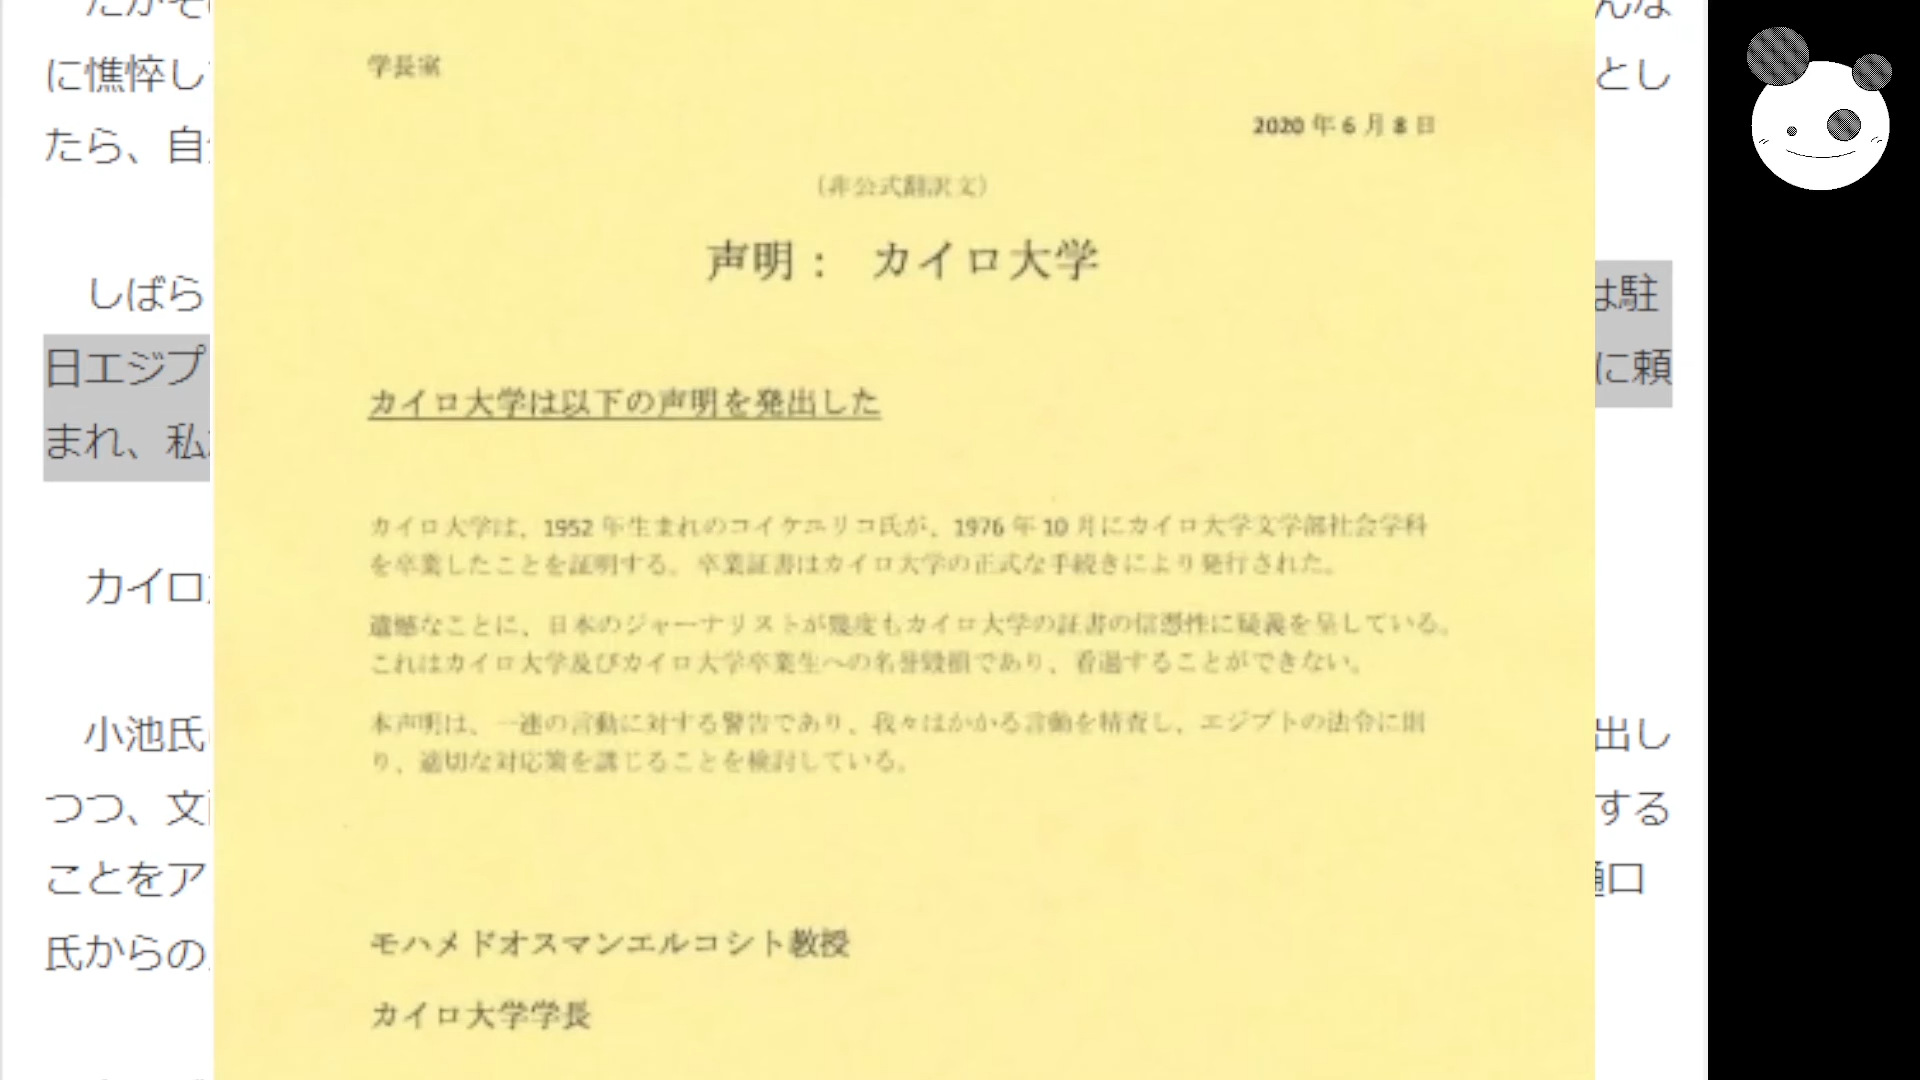 たがそ
んな
に憔悴し
とし
たら、自
しばら
は駐
日エジプ
に頼
まれ、私
カイロ
小池氏
出し
つつ、文
する
ことをア
樋口
氏からの
学長室
2020 年 6 月 8 日
（非公式翻訳文）
声明： カイロ大学
カイロ大学は以下の声明を発出した
カイロ大学は、1952 年生まれのコイケユリコ氏が、1976 年 10 月にカイロ大学文学部社会学科
を卒業したことを証明する。卒業証書はカイロ大学の正式な手続きにより発行された。
遺憾なことに、日本のジャーナリストが幾度もカイロ大学の証書の信憑性に疑義を呈している。
これはカイロ大学及びカイロ大学卒業生への名誉毀損であり、看過することができない。
本声明は、一連の言動に対する警告であり、我々はかかる言動を精査し、エジプトの法令に則
り、適切な対応策を講じることを検討している。
モハメドオスマンエルコシト教授
カイロ大学学長